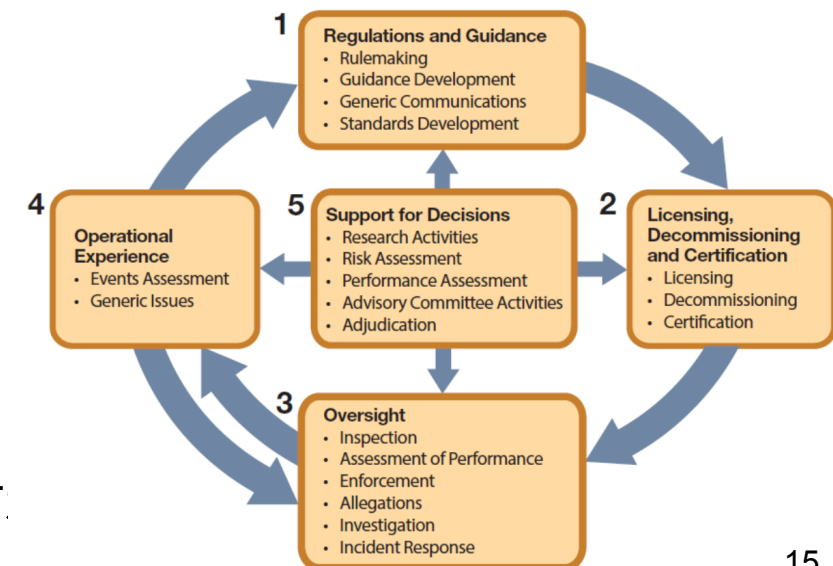 1
Regulations and Guidance
• Rulemaking
• Guidance Development
• Generic Communications
• Standards Development
4
Operational
Experience
• Events Assessment
• Generic Issues
5
Support for Decisions
• Research Activities
• Risk Assessment
• Performance Assessment
• Advisory Committee Activities
• Adjudication
2
Licensing,
Decommissioning
and Certification
• Licensing
• Decommissioning
• Certification
3
Oversight
• Inspection
• Assessment of Performance
• Enforcement
• Allegations
• Investigation
• Incident Response
15